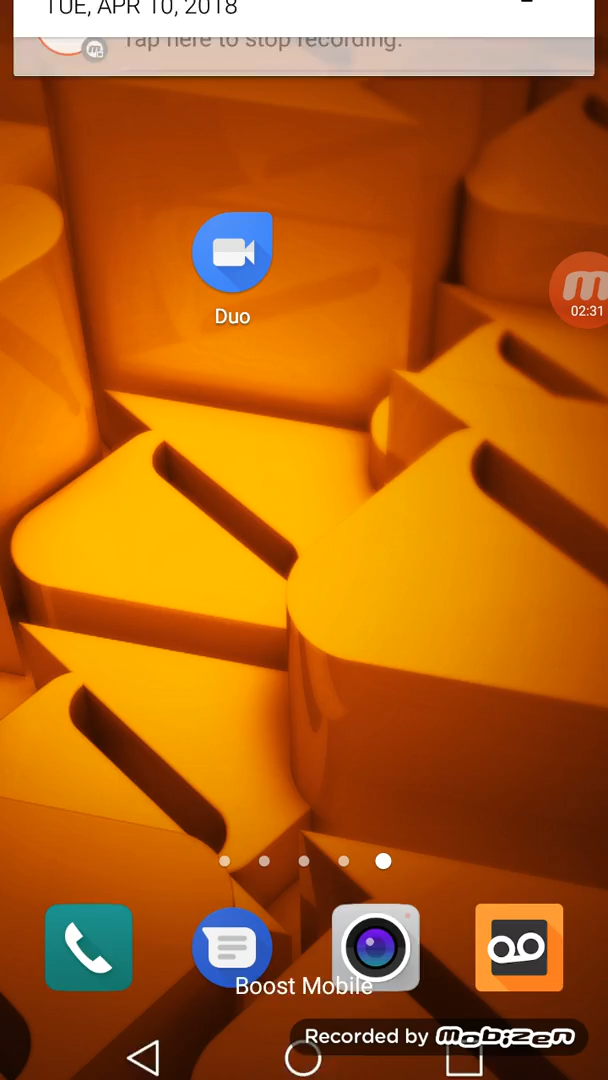 TUE, APR 10, 2018
Tap here to stop recording.
Duo
02:31
Boost Mobile
Recorded by mobizen